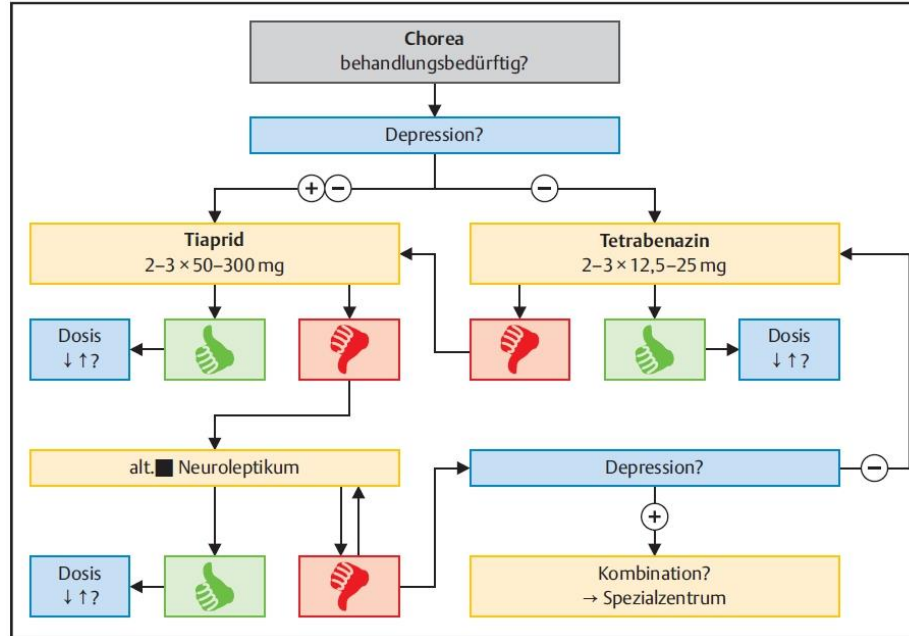 Chorea
behandlungsbedürftig?
Depression?
+ −
−
Tiaprid
2–3 × 50–300 mg
Tetrabenazin
2–3 × 12,5–25 mg
Dosis
↓ ↑?
Dosis
↓ ↑?
alt. Neuroleptikum
Depression?
−
+
Dosis
↓ ↑?
Kombination?
→ Spezialzentrum